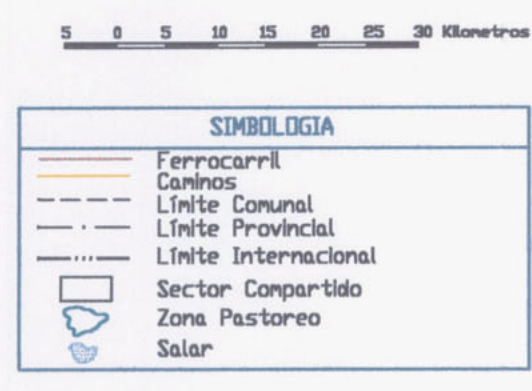 5 0 5 10 15 20 25 30 Kilometros
SIMBOLOGIA
Ferrocarril
Caminos
Límite Comunal
Límite Provincial
Límite Internacional
Sector Compartido
Zona Pastoreo
Salar